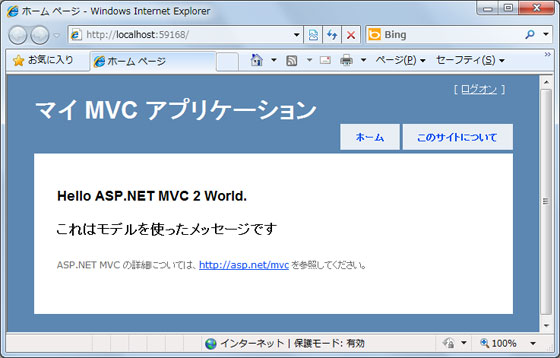 ホーム ページ - Windows Internet Explorer
http://localhost:59168/
Bing
お気に入り
ホーム ページ
ページ(P)
セーフティ(S)
[ ログオン ]
マイ MVC アプリケーション
ホーム
このサイトについて
Hello ASP.NET MVC 2 World.
これはモデルを使ったメッセージです
ASP.NET MVC の詳細については、http://asp.net/mvc を参照してください。
インターネット | 保護モード: 有効
100%